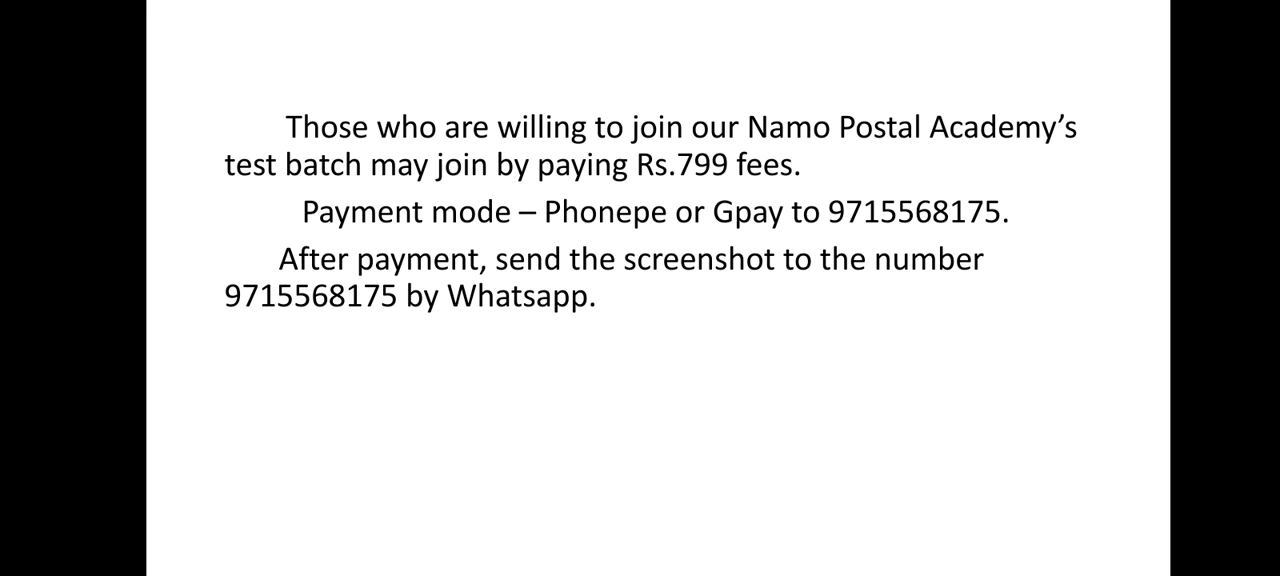 Those who are willing to join our Namo Postal Academy’s
test batch may join by paying Rs.799 fees.
Payment mode – Phonepe or Gpay to 9715568175.
After payment, send the screenshot to the number
9715568175 by Whatsapp.